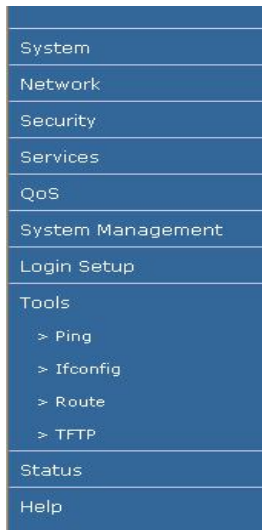 System
Network
Security
Services
QoS
System Management
Login Setup
Tools
> Ping
> Ifconfig
> Route
> TFTP
Status
Help